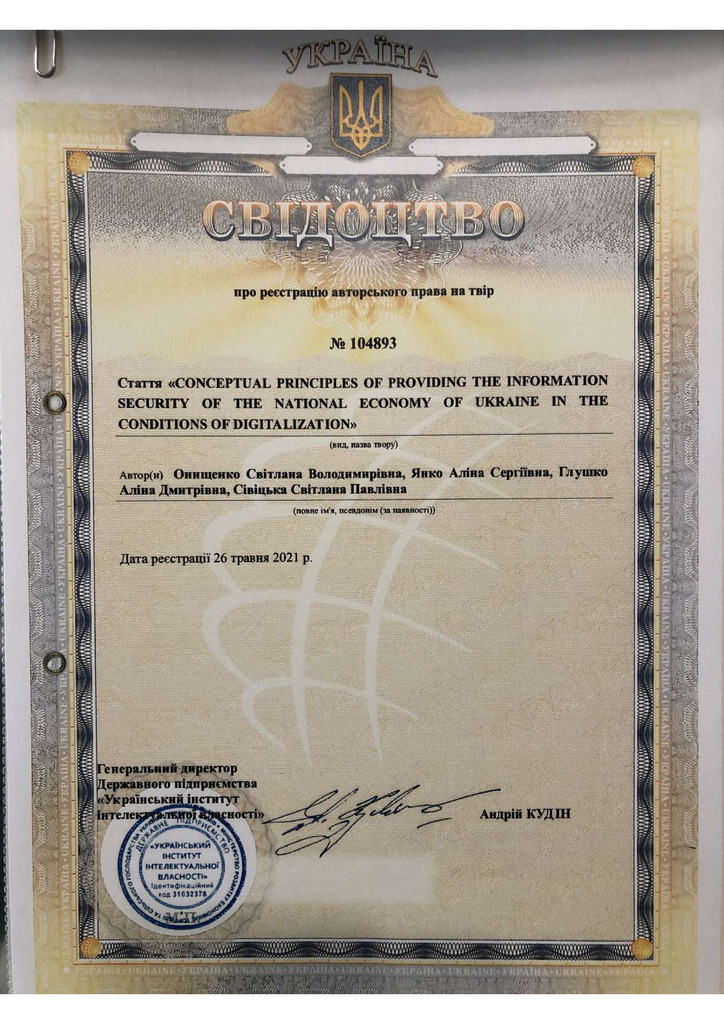 УКРАЇНА
СВІДОЦТВО
про реєстрацію авторського права на твір
№ 104893
Стаття «CONCEPTUAL PRINCIPLES OF PROVIDING THE INFORMATION
SECURITY OF THE NATIONAL ECONOMY OF UKRAINE IN THE
CONDITIONS OF DIGITALIZATION»
(вид, назва твору)
Автор(и) Онищенко Світлана Володимирівна, Янко Аліна Сергіївна, Глушко
Аліна Дмитрівна, Сівіцька Світлана Павлівна
(повне ім'я, псевдонім (за наявності))
Дата реєстрації 26 травня 2021 р.
Генеральний директор
Державного підприємства
«Український інститут
інтелектуальної власності»
Андрій КУДІН
ДЕРЖАВНЕ ПІДПРИЄМСТВО
«УКРАЇНСЬКИЙ
ІНСТИТУТ
ІНТЕЛЕКТУАЛЬНОЇ
ВЛАСНОСТІ»
Ідентифікаційний
код 31032378
М.П.